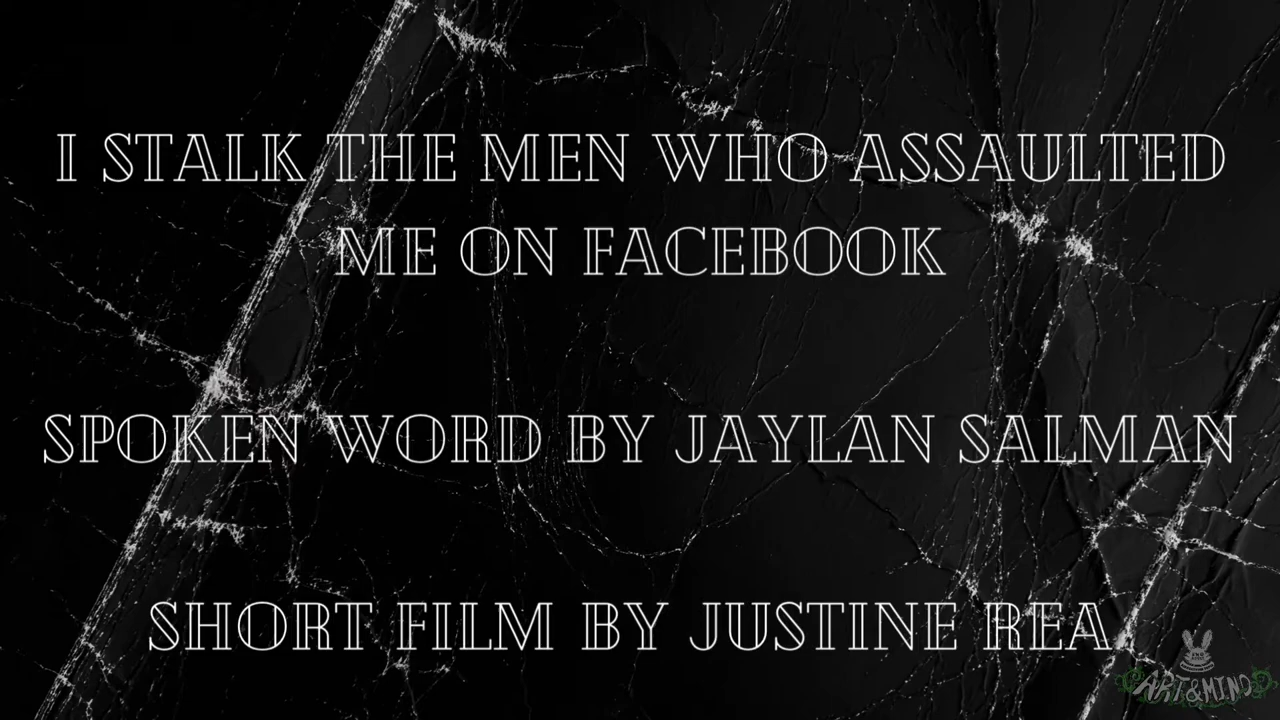 I STALK THE MEN WHO ASSAULTED
ME ON FACEBOOK
SPOKEN WORD BY JAYLAN SALMAN
SHORT FILM BY JUSTINE REA
ART & MIND